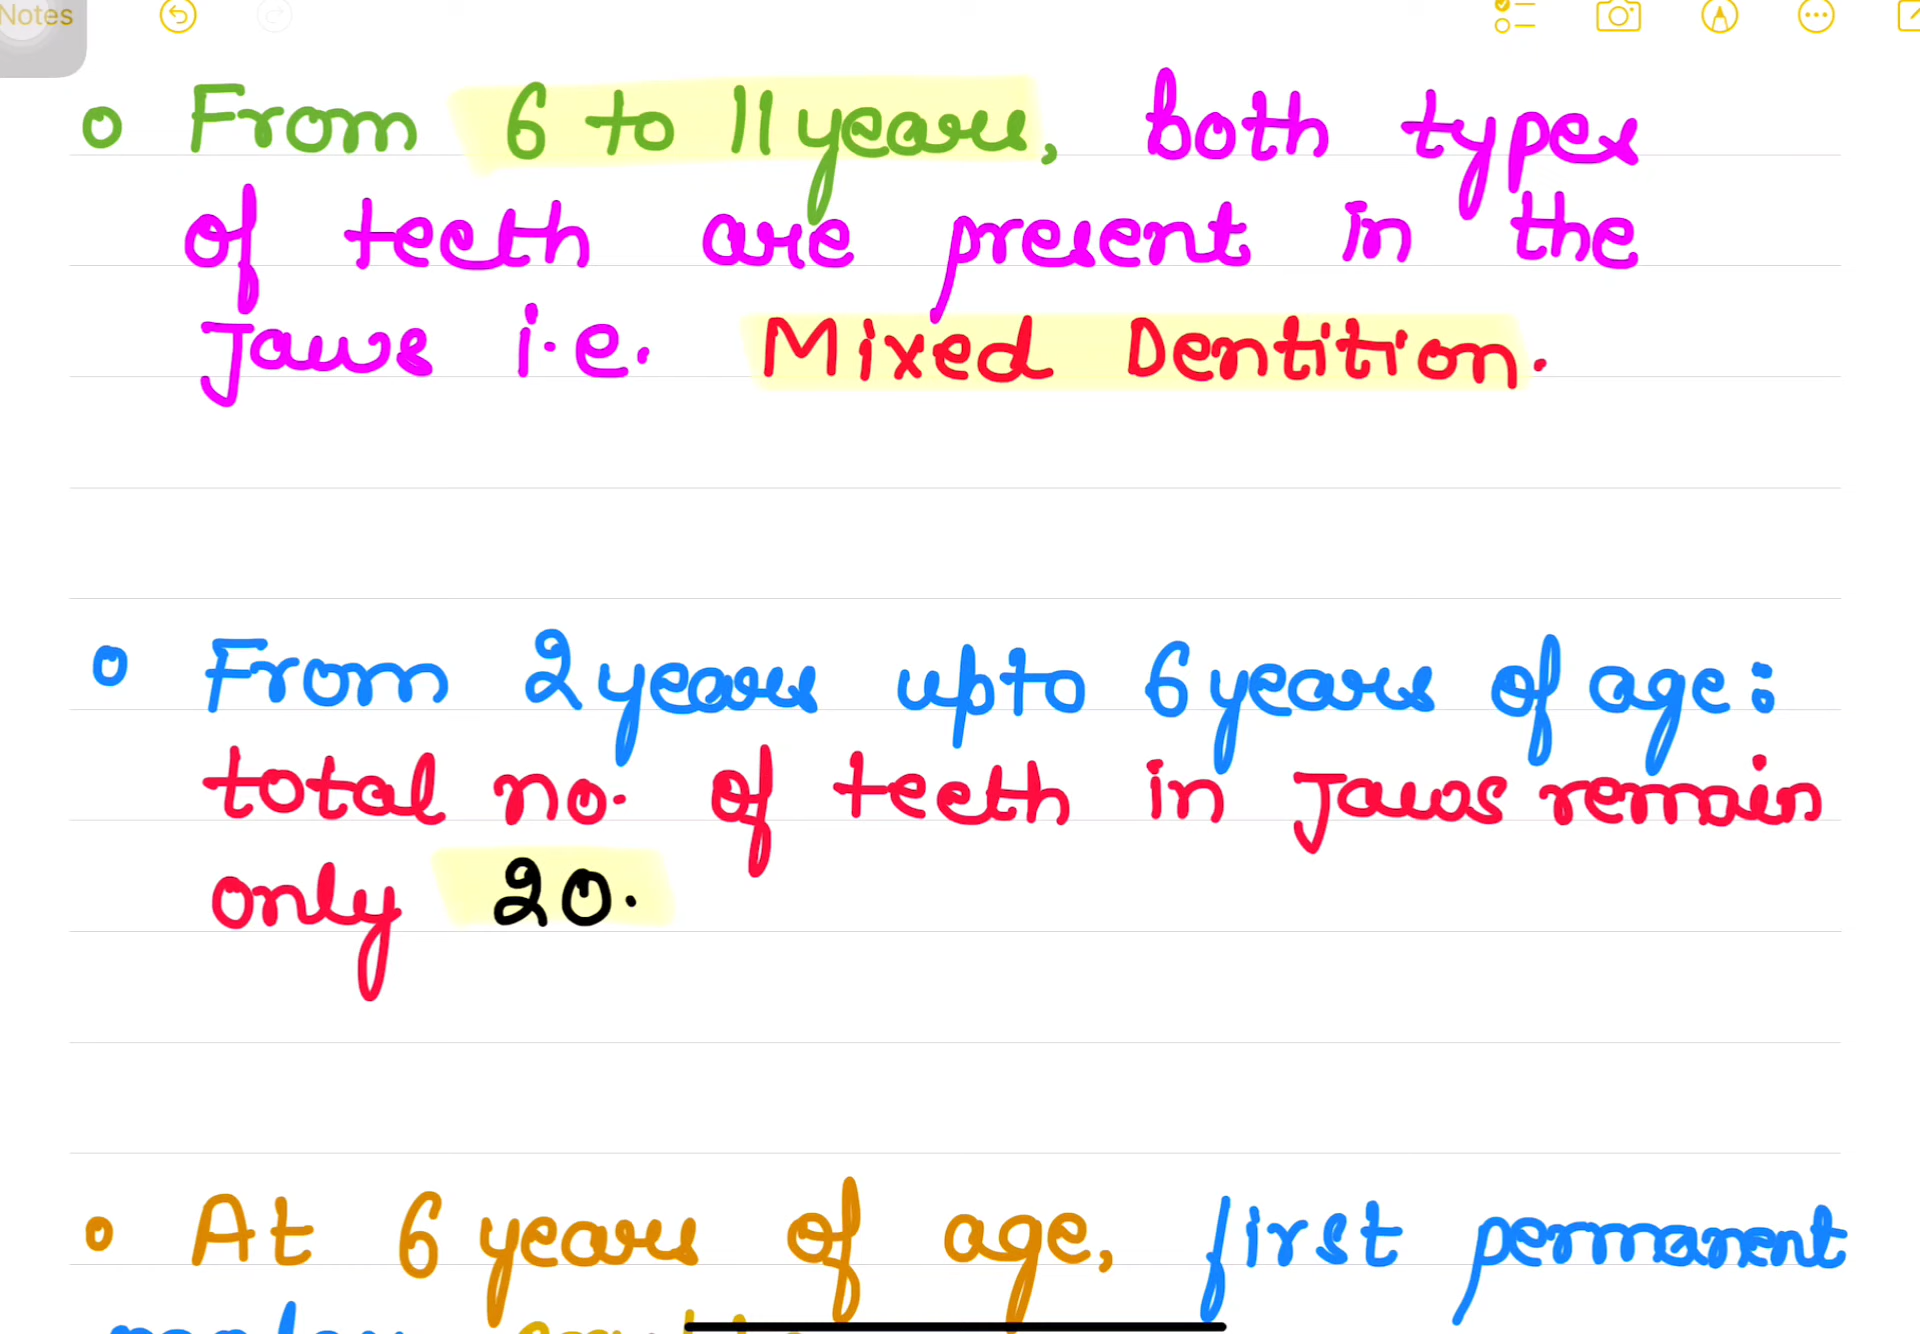 Notes
o From 6 to 11 years, both types
of teeth are present in the
Jaws i.e. Mixed Dentition.
o From 2 years upto 6 years of age:
total no. of teeth in Jaws remain
only 20.
o At 6 years of age, first permanent